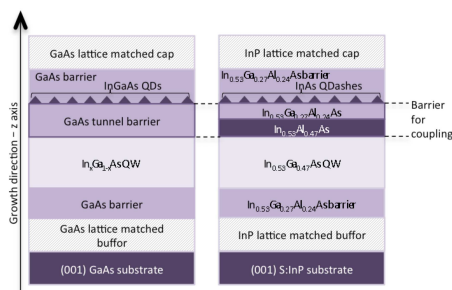 Growth direction – z axis
GaAs lattice matched cap
GaAs barrier
InGaAs QDs
GaAs tunnel barrier
InxGa1-xAsQW
GaAs barrier
GaAs lattice matched buffor
(001) GaAs substrate
InP lattice matched cap
In0.53Ga0.27Al0.24Asbarrier
InAs QDashes
In0.53Ga0.27Al0.24As
In0.53Al0.47As
In0.53Ga0.47AsQW
In0.53Ga0.27Al0.24Asbarrier
InP lattice matched buffor
(001) S:InP substrate
Barrier
for
coupling